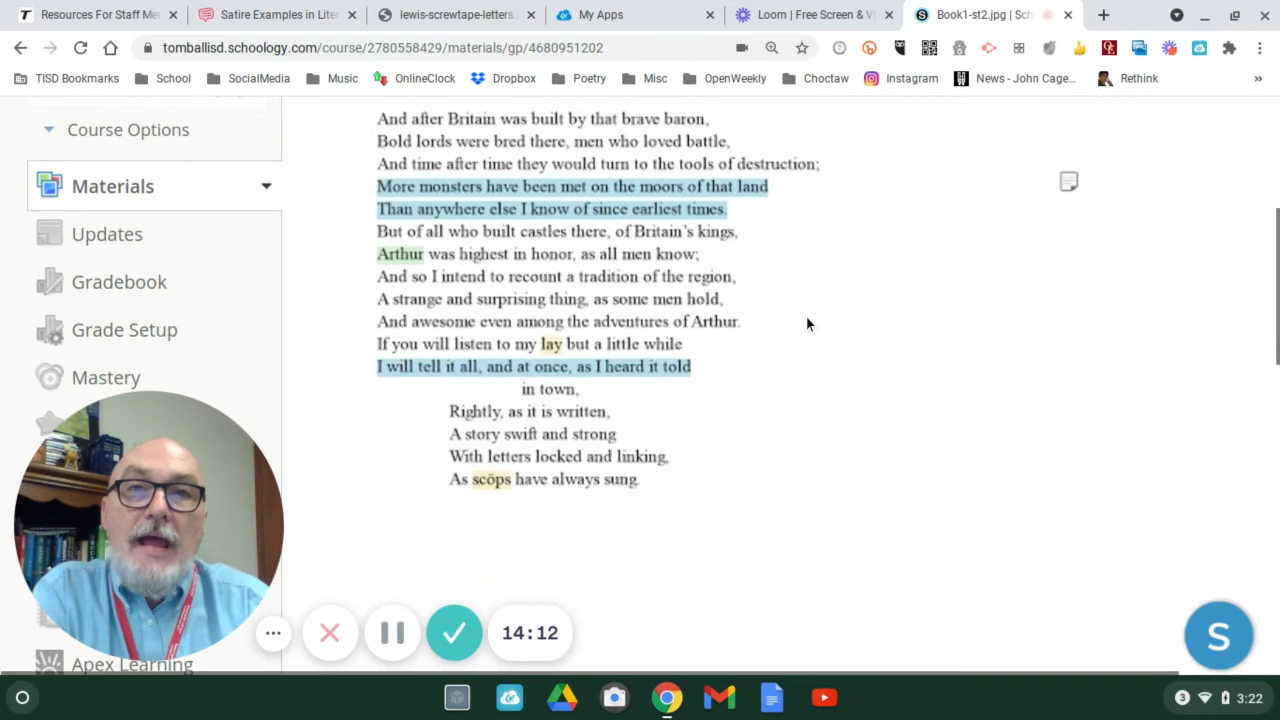 Resources For Staff Me
Satire Examples in Liter
lewis-screwtape-letters.
My Apps
Loom | Free Screen & Vi
Book1-st2.jpg | Sch
tomballisd.schoology.com/course/2780558429/materials/gp/4680951202
TISD Bookmarks
School
SocialMedia
Music
OnlineClock
Dropbox
Poetry
Misc
OpenWeekly
Choctaw
Instagram
News - John Cage...
Rethink
»
Course Options
Materials
Updates
Gradebook
Grade Setup
Mastery
Apex Learning
And after Britain was built by that brave baron,
Bold lords were bred there, men who loved battle,
And time after time they would turn to the tools of destruction;
More monsters have been met on the moors of that land
Than anywhere else I know of since earliest times.
But of all who built castles there, of Britain's kings,
Arthur was highest in honor, as all men know;
And so I intend to recount a tradition of the region,
A strange and surprising thing, as some men hold,
And awesome even among the adventures of Arthur.
If you will listen to my lay but a little while
I will tell it all, and at once, as I heard it told
in town,
Rightly, as it is written,
A story swift and strong
With letters locked and linking,
As scōps have always sung.
14:12
S
3
3:22